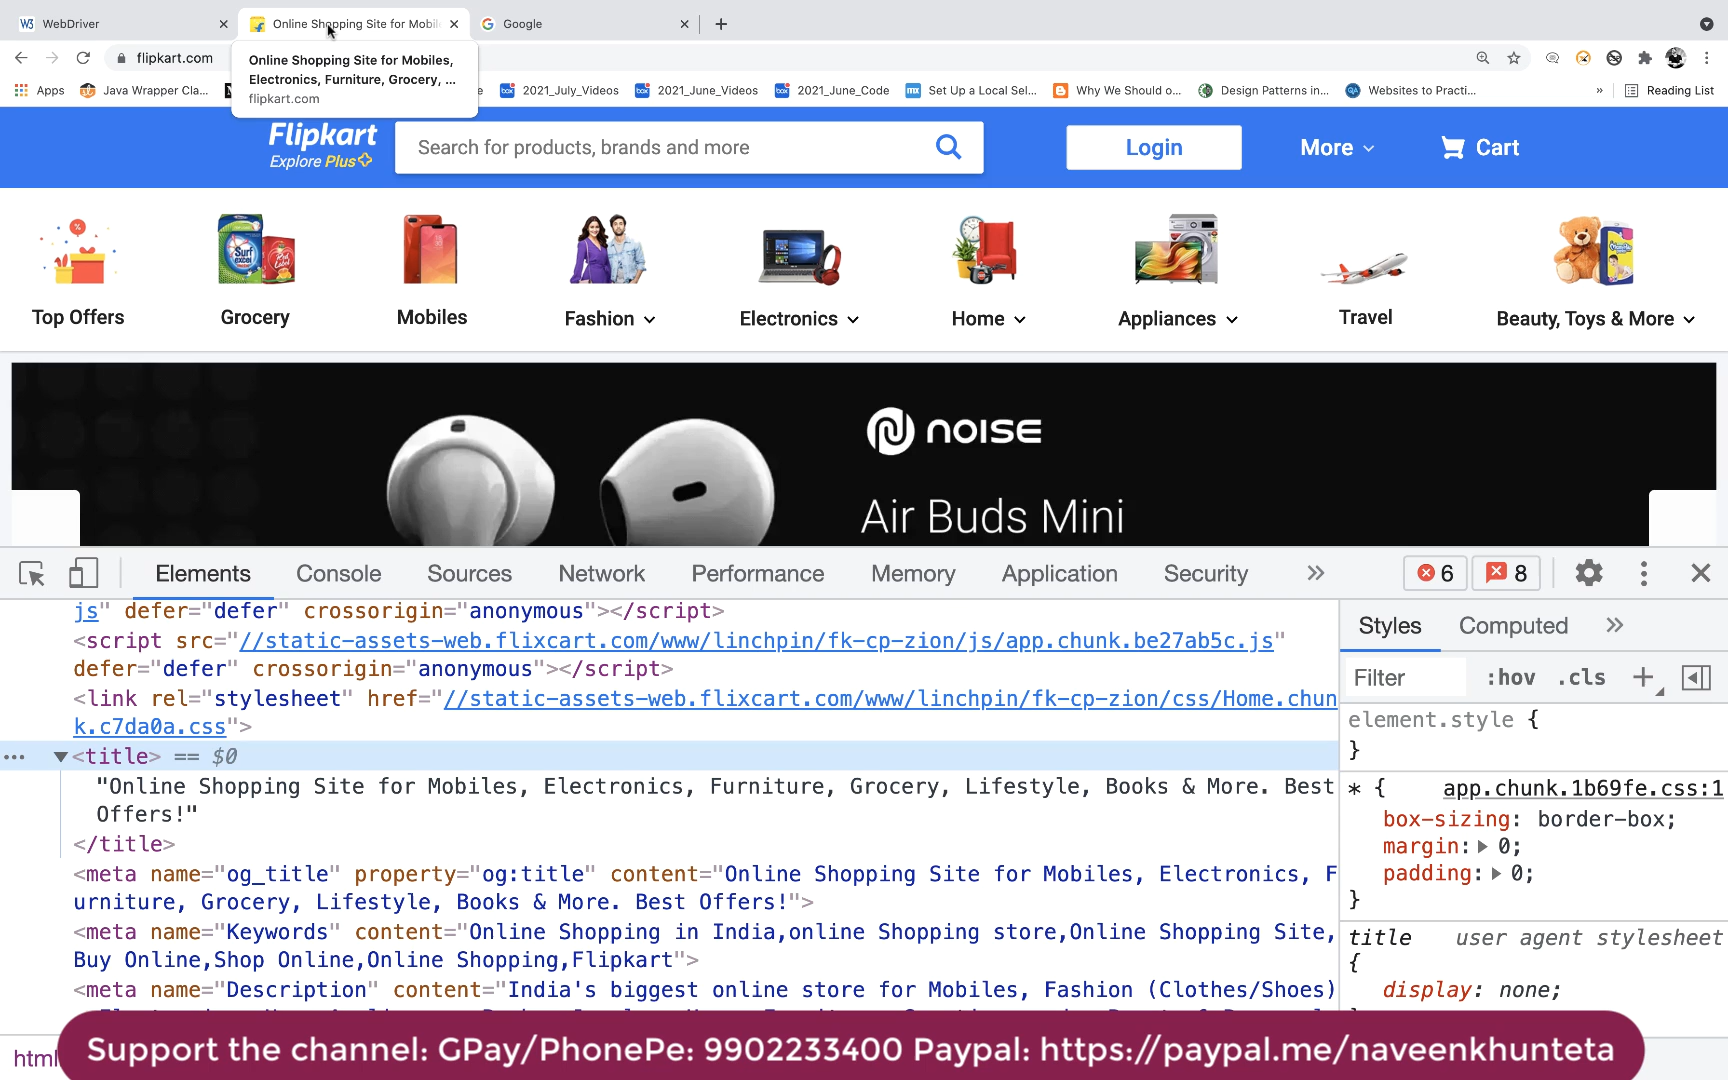 WebDriver
Online Shopping Site for Mobil
Google
flipkart.com
Online Shopping Site for Mobiles,
Electronics, Furniture, Grocery, ...
flipkart.com
Apps
Java Wrapper Cla...
2021_July_Videos
2021_June_Videos
2021_June_Code
Set Up a Local Sel...
Why We Should o...
Design Patterns in...
Websites to Practi...
»
Reading List
Flipkart
Explore Plus
Search for products, brands and more
Login
More
Cart
Top Offers
Grocery
Mobiles
Fashion
Electronics
Home
Appliances
Travel
Beauty, Toys & More
noise
Air Buds Mini
Elements
Console
Sources
Network
Performance
Memory
Application
Security
»
6
8
js" defer="defer" crossorigin="anonymous"></script>
<script src="//static-assets-web.flixcart.com/www/linchpin/fk-cp-zion/js/app.chunk.be27ab5c.js"
defer="defer" crossorigin="anonymous"></script>
<link rel="stylesheet" href="//static-assets-web.flixcart.com/www/linchpin/fk-cp-zion/css/Home.chun
k.c7da0a.css">
<title> == $0
"Online Shopping Site for Mobiles, Electronics, Furniture, Grocery, Lifestyle, Books & More. Best
Offers!"
</title>
<meta name="og_title" property="og:title" content="Online Shopping Site for Mobiles, Electronics, F
urniture, Grocery, Lifestyle, Books & More. Best Offers!">
<meta name="Keywords" content="Online Shopping in India,online Shopping store,Online Shopping Site,
Buy Online,Shop Online,Online Shopping,Flipkart">
<meta name="Description" content="India's biggest online store for Mobiles, Fashion (Clothes/Shoes)
html
Styles
Computed
»
Filter
:hov
.cls
element.style {
}
* {
app.chunk.1b69fe.css:1
box-sizing: border-box;
margin: 0;
padding: 0;
}
title
user agent stylesheet
{
display: none;
Support the channel: GPay/PhonePe: 9902233400 Paypal: https://paypal.me/naveenkhunteta